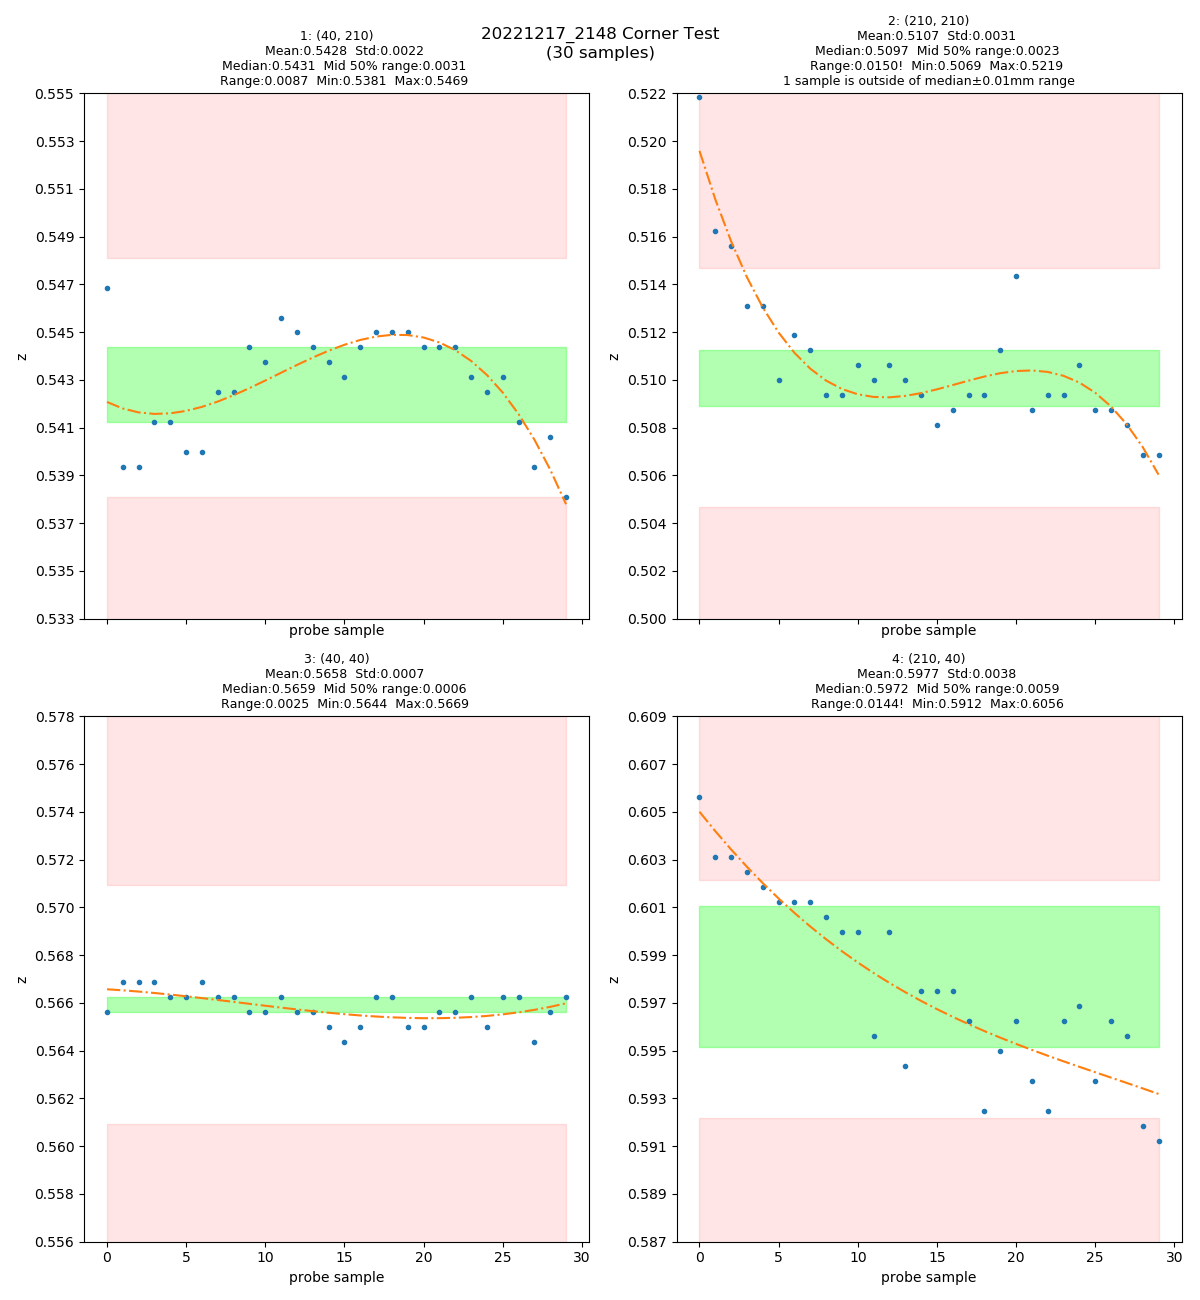 20221217_2148 Corner Test
(30 samples)
1: (40, 210)
Mean:0.5428  Std:0.0022
Median:0.5431  Mid 50% range:0.0031
Range:0.0087  Min:0.5381  Max:0.5469
0.555
0.553
0.551
0.549
0.547
0.545
0.543
0.541
0.539
0.537
0.535
0.533
z
probe sample
2: (210, 210)
Mean:0.5107  Std:0.0031
Median:0.5097  Mid 50% range:0.0023
Range:0.0150!  Min:0.5069  Max:0.5219
1 sample is outside of median±0.01mm range
0.522
0.520
0.518
0.516
0.514
0.512
0.510
0.508
0.506
0.504
0.502
0.500
z
probe sample
3: (40, 40)
Mean:0.5658  Std:0.0007
Median:0.5659  Mid 50% range:0.0006
Range:0.0025  Min:0.5644  Max:0.5669
0.578
0.576
0.574
0.572
0.570
0.568
0.566
0.564
0.562
0.560
0.558
0.556
z
0 5 10 15 20 25 30
probe sample
4: (210, 40)
Mean:0.5977  Std:0.0038
Median:0.5972  Mid 50% range:0.0059
Range:0.0144!  Min:0.5912  Max:0.6056
0.609
0.607
0.605
0.603
0.601
0.599
0.597
0.595
0.593
0.591
0.589
0.587
z
0 5 10 15 20 25 30
probe sample